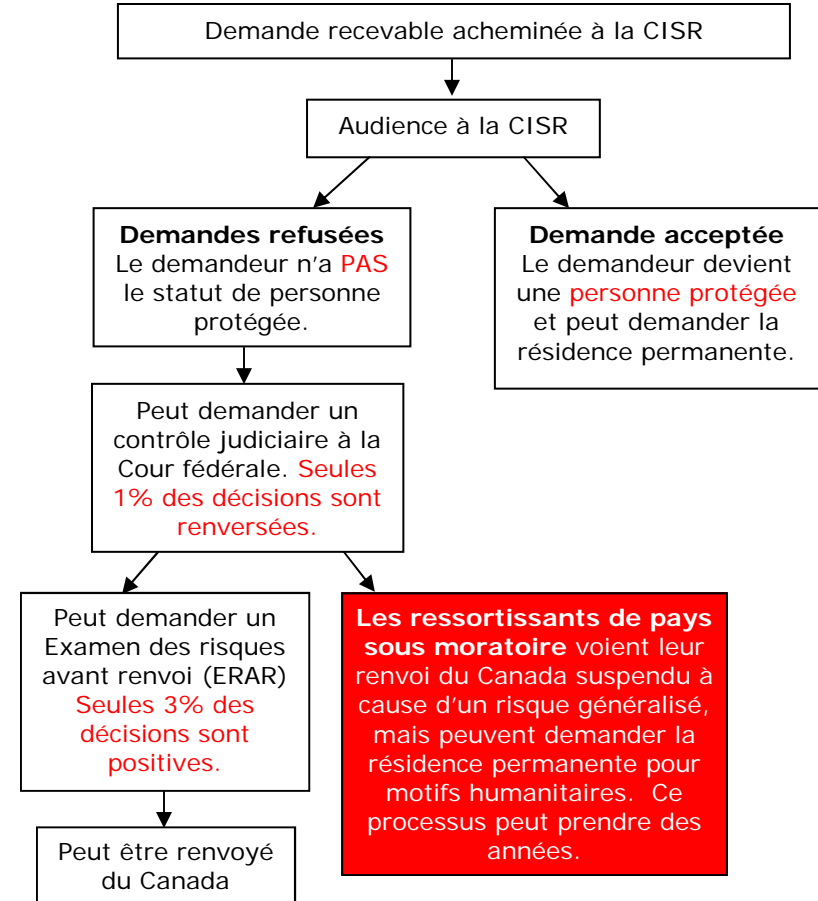 Demande recevable acheminée à la CISR
Audience à la CISR
Demandes refusées
Le demandeur n'a PAS
le statut de personne
protégée.
Demande acceptée
Le demandeur devient
une personne protégée
et peut demander la
résidence permanente.
Peut demander un
contrôle judiciaire à la
Cour fédérale. Seules
1% des décisions sont
renversées.
Peut demander un
Examen des risques
avant renvoi (ERAR)
Seules 3% des
décisions sont
positives.
Les ressortissants de pays
sous moratoire voient leur
renvoi du Canada suspendu à
cause d'un risque généralisé,
mais peuvent demander la
résidence permanente pour
motifs humanitaires. Ce
processus peut prendre des
années.
Peut être renvoyé
du Canada